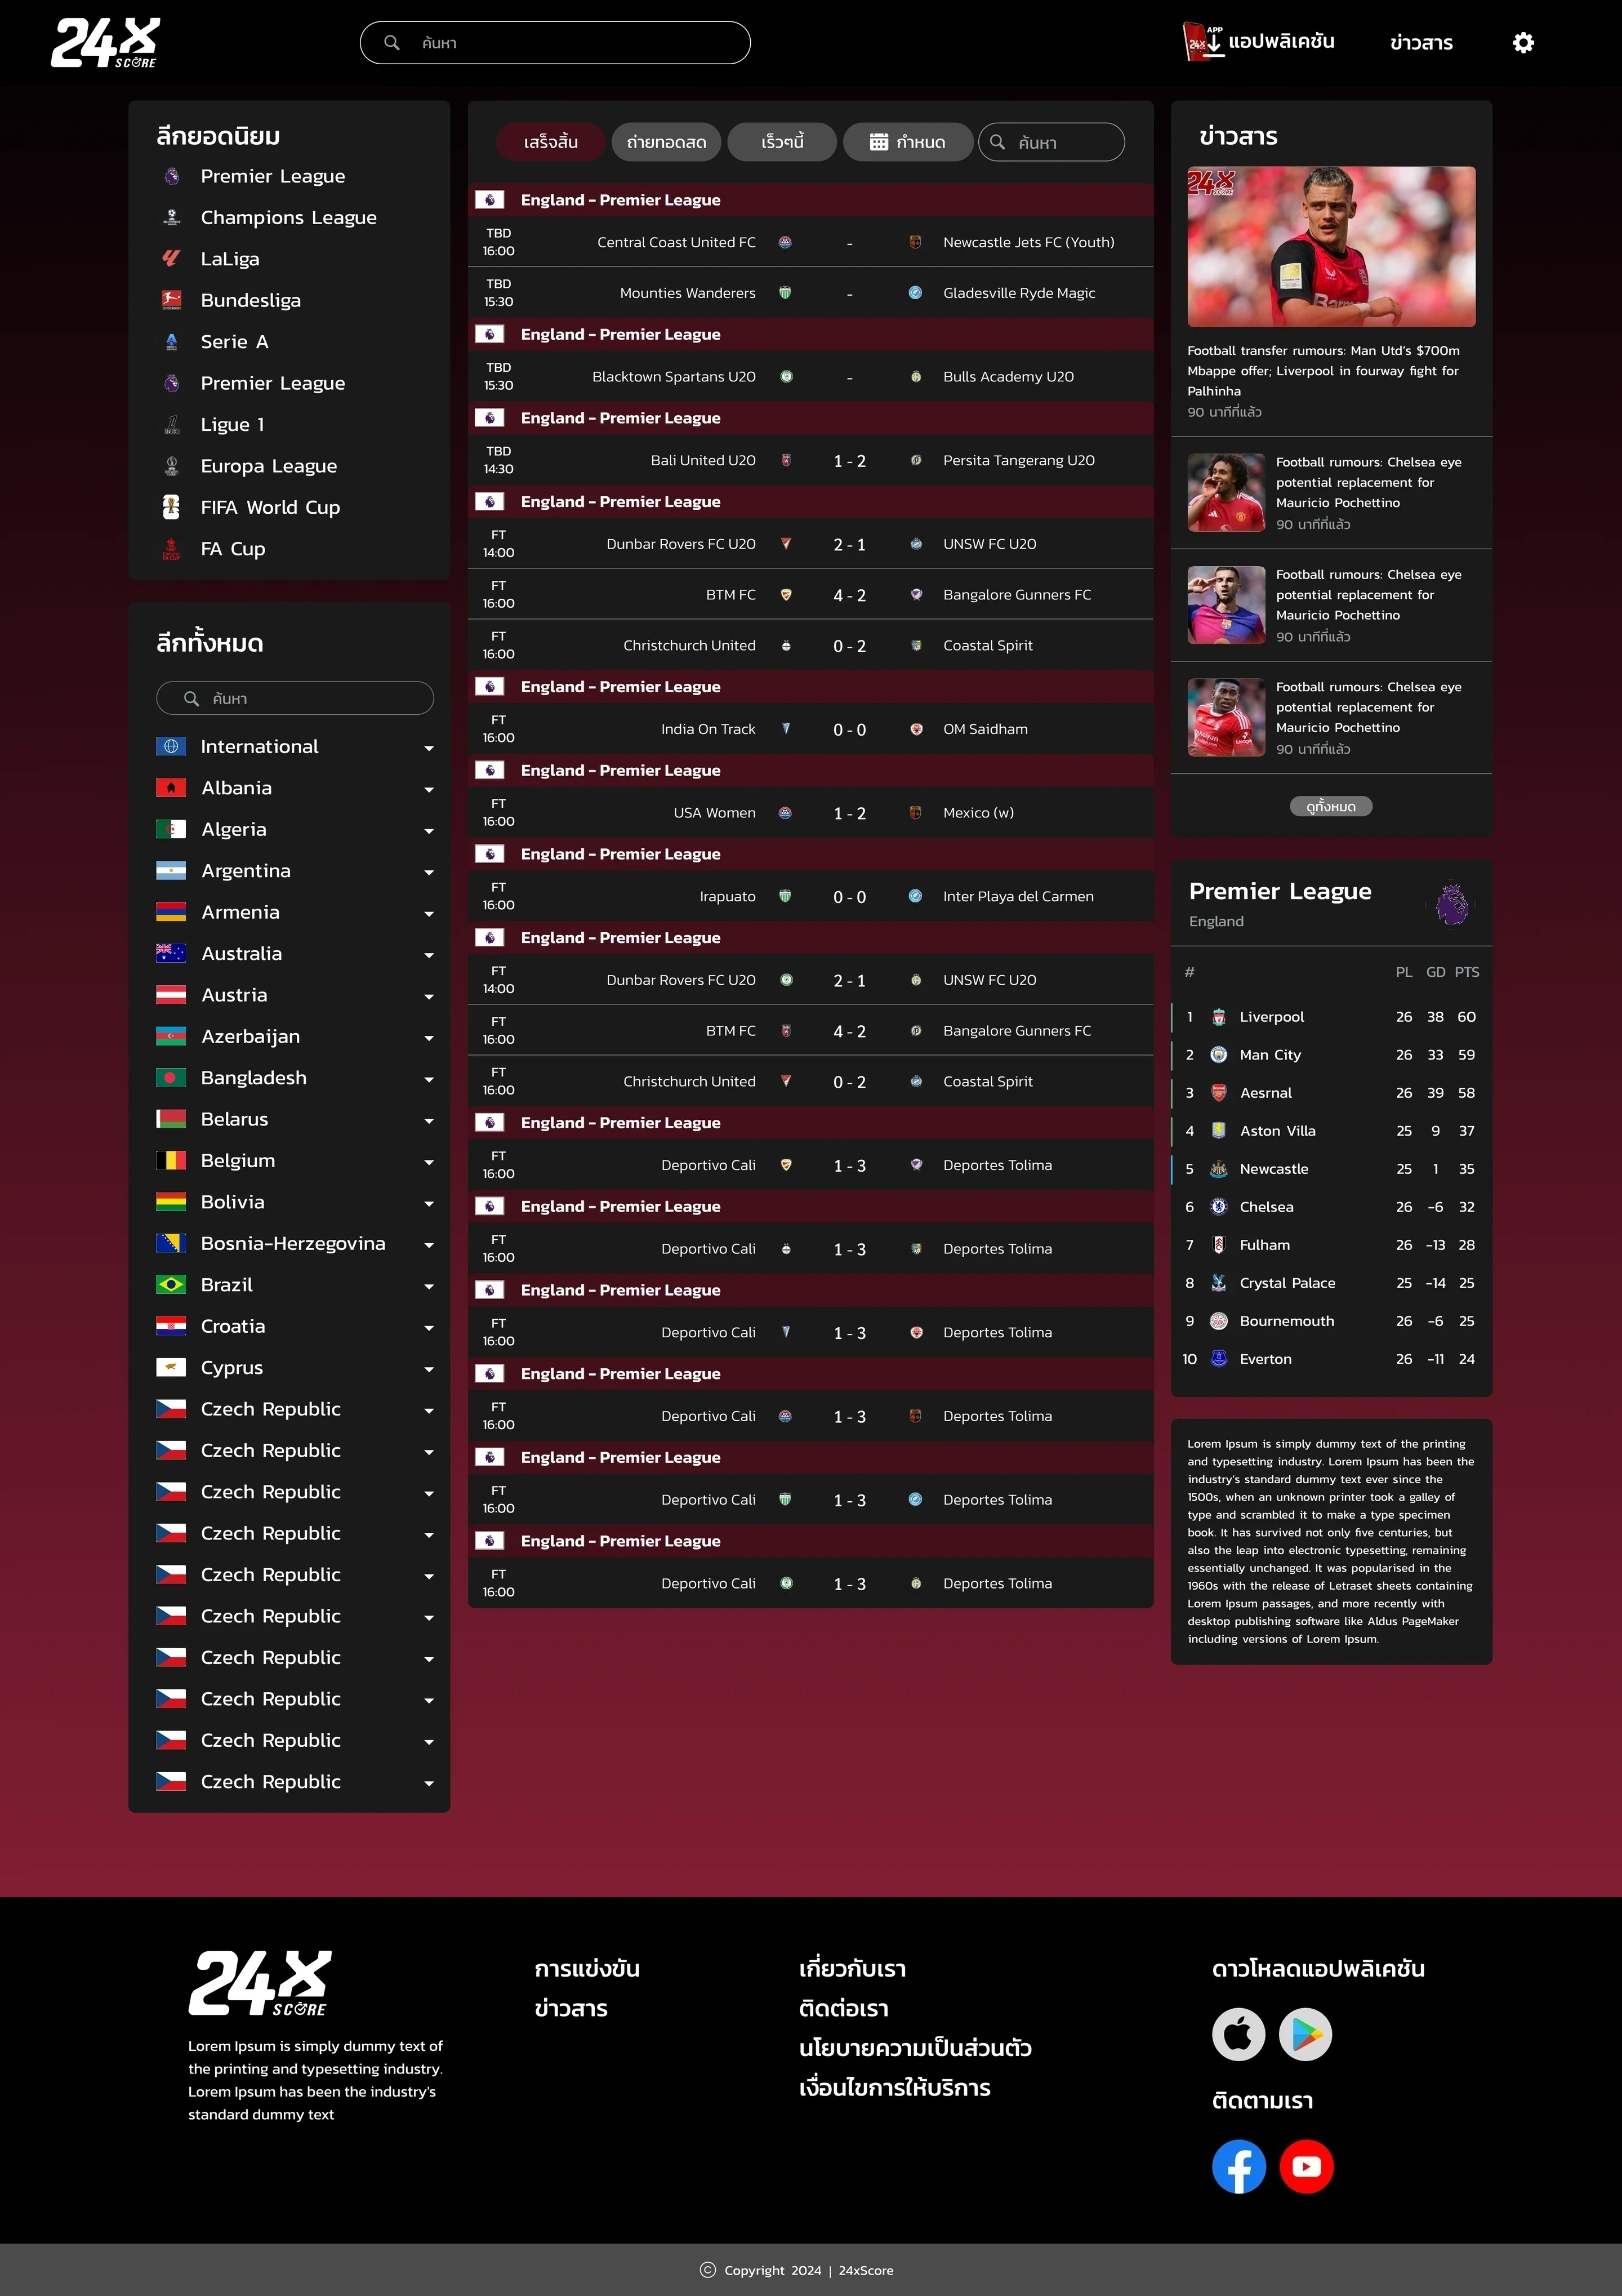 24X
SCORE
ค้นหา
APP
24X
แอปพลิเคชัน
ข่าวสาร
ลีกยอดนิยม
Premier League
Champions League
LaLiga
Bundesliga
Serie A
Premier League
Ligue 1
Europa League
FIFA World Cup
FA Cup
ลีกทั้งหมด
ค้นหา
International
Albania
Algeria
Argentina
Armenia
Australia
Austria
Azerbaijan
Bangladesh
Belarus
Belgium
Bolivia
Bosnia-Herzegovina
Brazil
Croatia
Cyprus
Czech Republic
Czech Republic
Czech Republic
Czech Republic
Czech Republic
Czech Republic
Czech Republic
Czech Republic
Czech Republic
Czech Republic
เสร็จสิ้น ถ่ายทอดสด เร็วๆนี้ กำหนด ค้นหา
England - Premier League
TBD
16:00 Central Coast United FC - Newcastle Jets FC (Youth)
TBD
15:30 Mounties Wanderers - Gladesville Ryde Magic
England - Premier League
TBD
15:30 Blacktown Spartans U20 - Bulls Academy U20
England - Premier League
TBD
14:30 Bali United U20 1 - 2 Persita Tangerang U20
England - Premier League
FT
14:00 Dunbar Rovers FC U20 2 - 1 UNSW FC U20
FT
16:00 BTM FC 4 - 2 Bangalore Gunners FC
FT
16:00 Christchurch United 0 - 2 Coastal Spirit
England - Premier League
FT
16:00 India On Track 0 - 0 OM Saidham
England - Premier League
FT
16:00 USA Women 1 - 2 Mexico (w)
England - Premier League
FT
16:00 Irapuato 0 - 0 Inter Playa del Carmen
England - Premier League
FT
14:00 Dunbar Rovers FC U20 2 - 1 UNSW FC U20
FT
16:00 BTM FC 4 - 2 Bangalore Gunners FC
FT
16:00 Christchurch United 0 - 2 Coastal Spirit
England - Premier League
FT
16:00 Deportivo Cali 1 - 3 Deportes Tolima
England - Premier League
FT
16:00 Deportivo Cali 1 - 3 Deportes Tolima
England - Premier League
FT
16:00 Deportivo Cali 1 - 3 Deportes Tolima
England - Premier League
FT
16:00 Deportivo Cali 1 - 3 Deportes Tolima
England - Premier League
FT
16:00 Deportivo Cali 1 - 3 Deportes Tolima
England - Premier League
FT
16:00 Deportivo Cali 1 - 3 Deportes Tolima
ข่าวสาร
24X
SCORE
Football transfer rumours: Man Utd's $700m
Mbappe offer; Liverpool in fourway fight for
Palhinha
90 นาทีที่แล้ว
Football rumours: Chelsea eye
potential replacement for
Mauricio Pochettino
90 นาทีที่แล้ว
Football rumours: Chelsea eye
potential replacement for
Mauricio Pochettino
90 นาทีที่แล้ว
Football rumours: Chelsea eye
potential replacement for
Mauricio Pochettino
90 นาทีที่แล้ว
ดูทั้งหมด
Premier League
England
# PL GD PTS
1 Liverpool 26 38 60
2 Man City 26 33 59
3 Aesrnal 26 39 58
4 Aston Villa 25 9 37
5 Newcastle 25 1 35
6 Chelsea 26 -6 32
7 Fulham 26 -13 28
8 Crystal Palace 25 -14 25
9 Bournemouth 26 -6 25
10 Everton 26 -11 24
Lorem Ipsum is simply dummy text of the printing
and typesetting industry. Lorem Ipsum has been the
industry's standard dummy text ever since the
1500s, when an unknown printer took a galley of
type and scrambled it to make a type specimen
book. It has survived not only five centuries, but
also the leap into electronic typesetting, remaining
essentially unchanged. It was popularised in the
1960s with the release of Letraset sheets containing
Lorem Ipsum passages, and more recently with
desktop publishing software like Aldus PageMaker
including versions of Lorem Ipsum.
24X
SCORE
Lorem Ipsum is simply dummy text of
the printing and typesetting industry.
Lorem Ipsum has been the industry's
standard dummy text
การแข่งขัน
ข่าวสาร
เกี่ยวกับเรา
ติดต่อเรา
นโยบายความเป็นส่วนตัว
เงื่อนไขการให้บริการ
ดาวโหลดแอปพลิเคชัน
ติดตามเรา
© Copyright 2024 | 24xScore